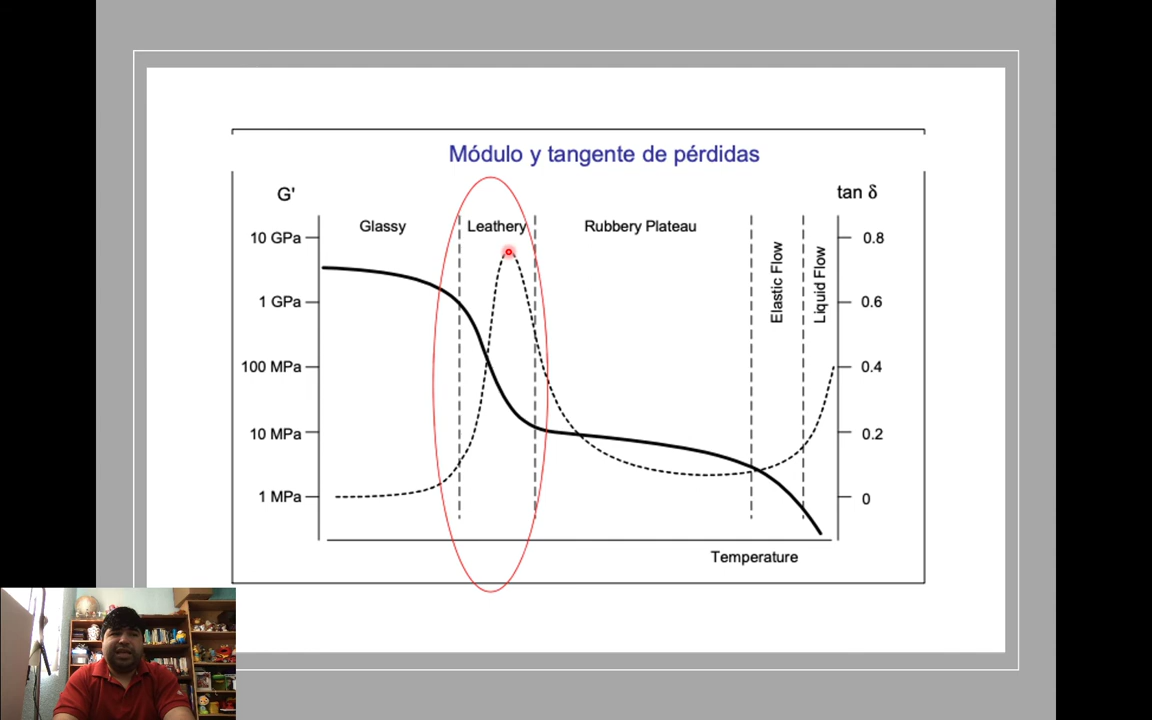 Módulo y tangente de pérdidas
G'
tan δ
Glassy
Leathery
Rubbery Plateau
Elastic Flow
Liquid Flow
10 GPa
1 GPa
100 MPa
10 MPa
1 MPa
0.8
0.6
0.4
0.2
0
Temperature